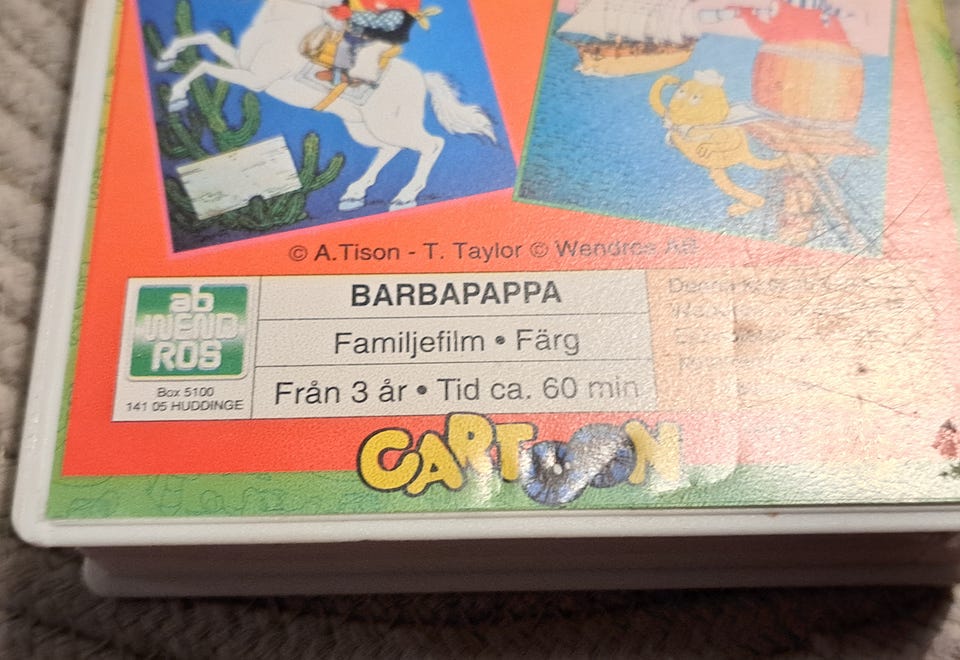 © A.Tison - T. Taylor © Wendros AB
ab
WEND
ROS
Box 5100
141 05 HUDDINGE
BARBAPAPPA
Familjefilm • Färg
Från 3 år • Tid ca. 60 min
CARTOON